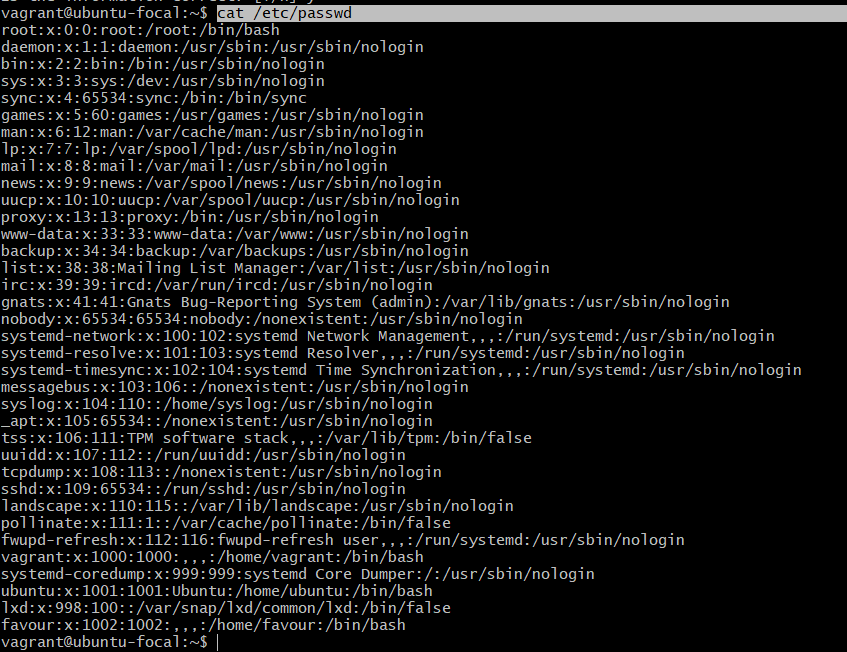 vagrant@ubuntu-focal:~$ cat /etc/passwd
root:x:0:0:root:/root:/bin/bash
daemon:x:1:1:daemon:/usr/sbin:/usr/sbin/nologin
bin:x:2:2:bin:/bin:/usr/sbin/nologin
sys:x:3:3:sys:/dev:/usr/sbin/nologin
sync:x:4:65534:sync:/bin:/bin/sync
games:x:5:60:games:/usr/games:/usr/sbin/nologin
man:x:6:12:man:/var/cache/man:/usr/sbin/nologin
lp:x:7:7:lp:/var/spool/lpd:/usr/sbin/nologin
mail:x:8:8:mail:/var/mail:/usr/sbin/nologin
news:x:9:9:news:/var/spool/news:/usr/sbin/nologin
uucp:x:10:10:uucp:/var/spool/uucp:/usr/sbin/nologin
proxy:x:13:13:proxy:/bin:/usr/sbin/nologin
www-data:x:33:33:www-data:/var/www:/usr/sbin/nologin
backup:x:34:34:backup:/var/backups:/usr/sbin/nologin
list:x:38:38:Mailing List Manager:/var/list:/usr/sbin/nologin
irc:x:39:39:ircd:/var/run/ircd:/usr/sbin/nologin
gnats:x:41:41:Gnats Bug-Reporting System (admin):/var/lib/gnats:/usr/sbin/nologin
nobody:x:65534:65534:nobody:/nonexistent:/usr/sbin/nologin
systemd-network:x:100:102:systemd Network Management,,,:/run/systemd:/usr/sbin/nologin
systemd-resolve:x:101:103:systemd Resolver,,,:/run/systemd:/usr/sbin/nologin
systemd-timesync:x:102:104:systemd Time Synchronization,,,:/run/systemd:/usr/sbin/nologin
messagebus:x:103:106::/nonexistent:/usr/sbin/nologin
syslog:x:104:110::/home/syslog:/usr/sbin/nologin
_apt:x:105:65534::/nonexistent:/usr/sbin/nologin
tss:x:106:111:TPM software stack,,,:/var/lib/tpm:/bin/false
uuidd:x:107:112::/run/uuidd:/usr/sbin/nologin
tcpdump:x:108:113::/nonexistent:/usr/sbin/nologin
sshd:x:109:65534::/run/sshd:/usr/sbin/nologin
landscape:x:110:115::/var/lib/landscape:/usr/sbin/nologin
pollinate:x:111:1::/var/cache/pollinate:/bin/false
fwupd-refresh:x:112:116:fwupd-refresh user,,,:/run/systemd:/usr/sbin/nologin
vagrant:x:1000:1000:,,,:/home/vagrant:/bin/bash
systemd-coredump:x:999:999:systemd Core Dumper:/:/usr/sbin/nologin
ubuntu:x:1001:1001:Ubuntu:/home/ubuntu:/bin/bash
lxd:x:998:100::/var/snap/lxd/common/lxd:/bin/false
favour:x:1002:1002:,,,:/home/favour:/bin/bash
vagrant@ubuntu-focal:~$